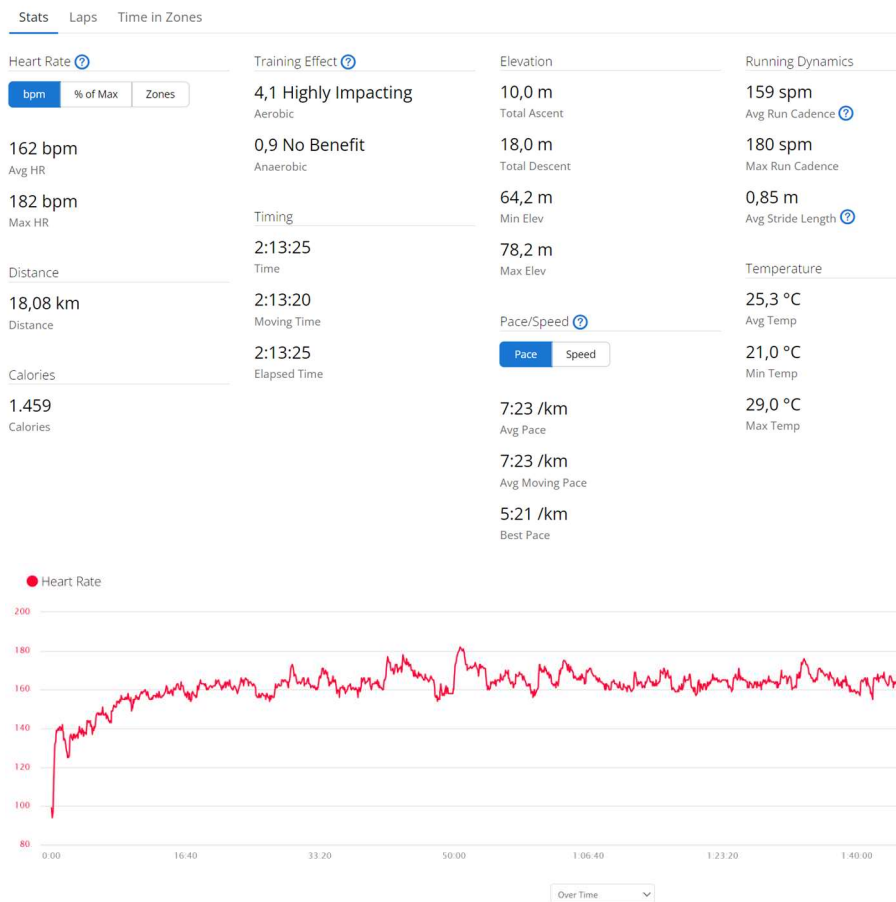 Stats Laps Time in Zones
Heart Rate ?
bpm % of Max Zones
162 bpm
Avg HR
182 bpm
Max HR
Distance
18,08 km
Distance
Calories
1.459
Calories
Training Effect ?
4,1 Highly Impacting
Aerobic
0,9 No Benefit
Anaerobic
Timing
2:13:25
Time
2:13:20
Moving Time
2:13:25
Elapsed Time
Elevation
10,0 m
Total Ascent
18,0 m
Total Descent
64,2 m
Min Elev
78,2 m
Max Elev
Pace/Speed ?
Pace Speed
7:23 /km
Avg Pace
7:23 /km
Avg Moving Pace
5:21 /km
Best Pace
Running Dynamics
159 spm
Avg Run Cadence ?
180 spm
Max Run Cadence
0,85 m
Avg Stride Length ?
Temperature
25,3 °C
Avg Temp
21,0 °C
Min Temp
29,0 °C
Max Temp
Heart Rate
200
180
160
140
120
100
80
0:00 16:40 33:20 50:00 1:06:40 1:23:20 1:40:00
Over Time